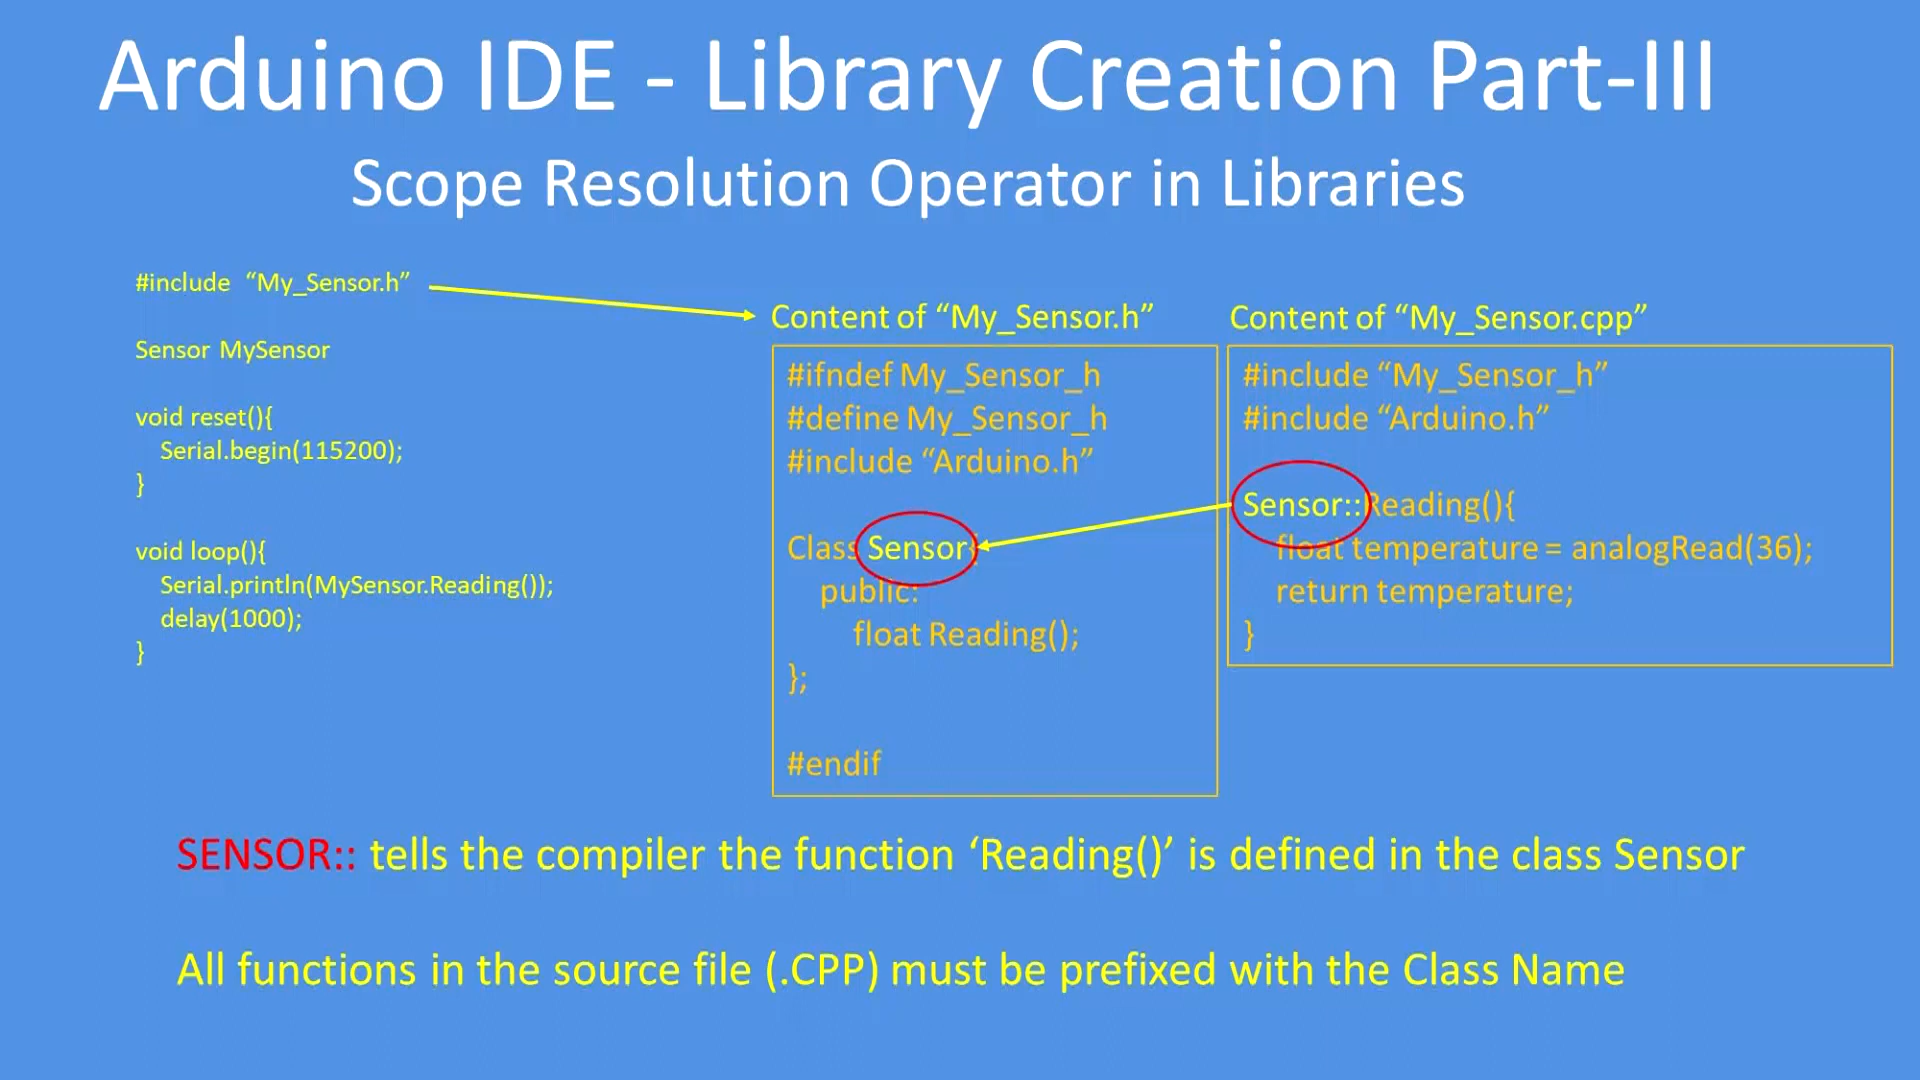 Arduino IDE - Library Creation Part-III
Scope Resolution Operator in Libraries
#include “My_Sensor.h”
Sensor MySensor
void reset(){
Serial.begin(115200);
}
void loop(){
Serial.println(MySensor.Reading());
delay(1000);
}
Content of “My_Sensor.h”
#ifndef My_Sensor_h
#define My_Sensor_h
#include “Arduino.h”
Class Sensor{
public:
float Reading();
};
#endif
Content of “My_Sensor.cpp”
#include “My_Sensor_h”
#include “Arduino.h”
Sensor::Reading(){
float temperature = analogRead(36);
return temperature;
}
SENSOR:: tells the compiler the function ‘Reading()’ is defined in the class Sensor
All functions in the source file (.CPP) must be prefixed with the Class Name